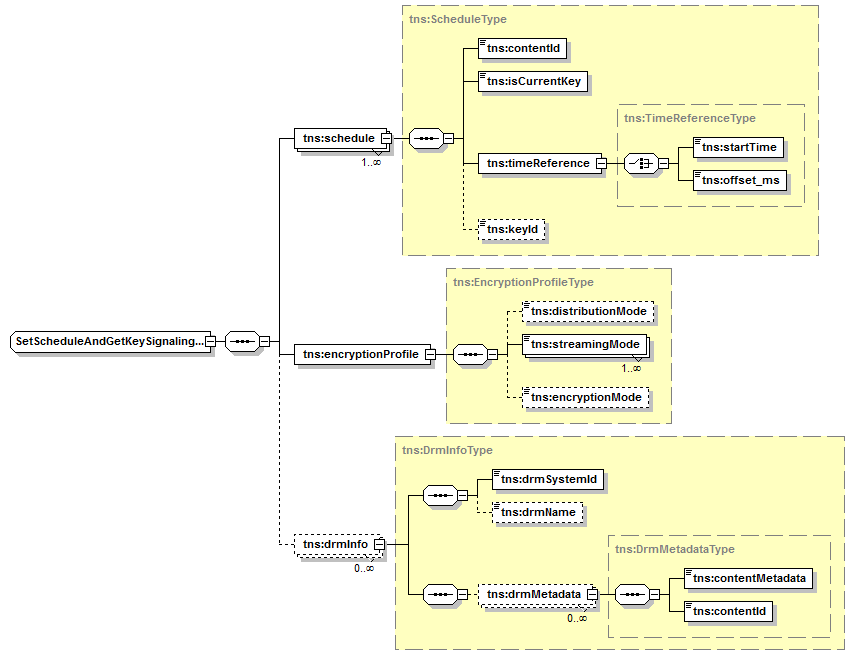 tns:ScheduleType
tns:contentId
tns:isCurrentKey
tns:TimeReferenceType
tns:schedule
1..∞
tns:timeReference
tns:startTime
tns:offset_ms
tns:keyId
tns:EncryptionProfileType
tns:distributionMode
SetScheduleAndGetKeySignaling...
tns:encryptionProfile
tns:streamingMode
1..∞
tns:encryptionMode
tns:DrmInfoType
tns:drmSystemId
tns:drmName
tns:drmInfo
0..∞
tns:DrmMetadataType
tns:contentMetadata
tns:drmMetadata
0..∞
tns:contentId